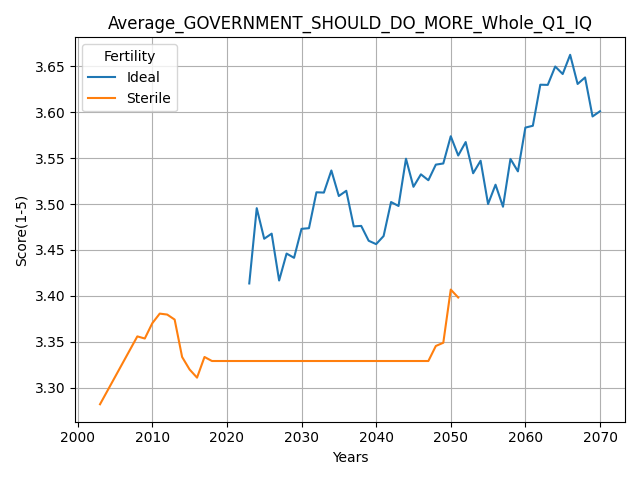 Average_GOVERNMENT_SHOULD_DO_MORE_Whole_Q1_IQ
Fertility
Ideal
Sterile
3.65
3.60
3.55
3.50
3.45
3.40
3.35
3.30
Score(1-5)
2000 2010 2020 2030 2040 2050 2060 2070
Years